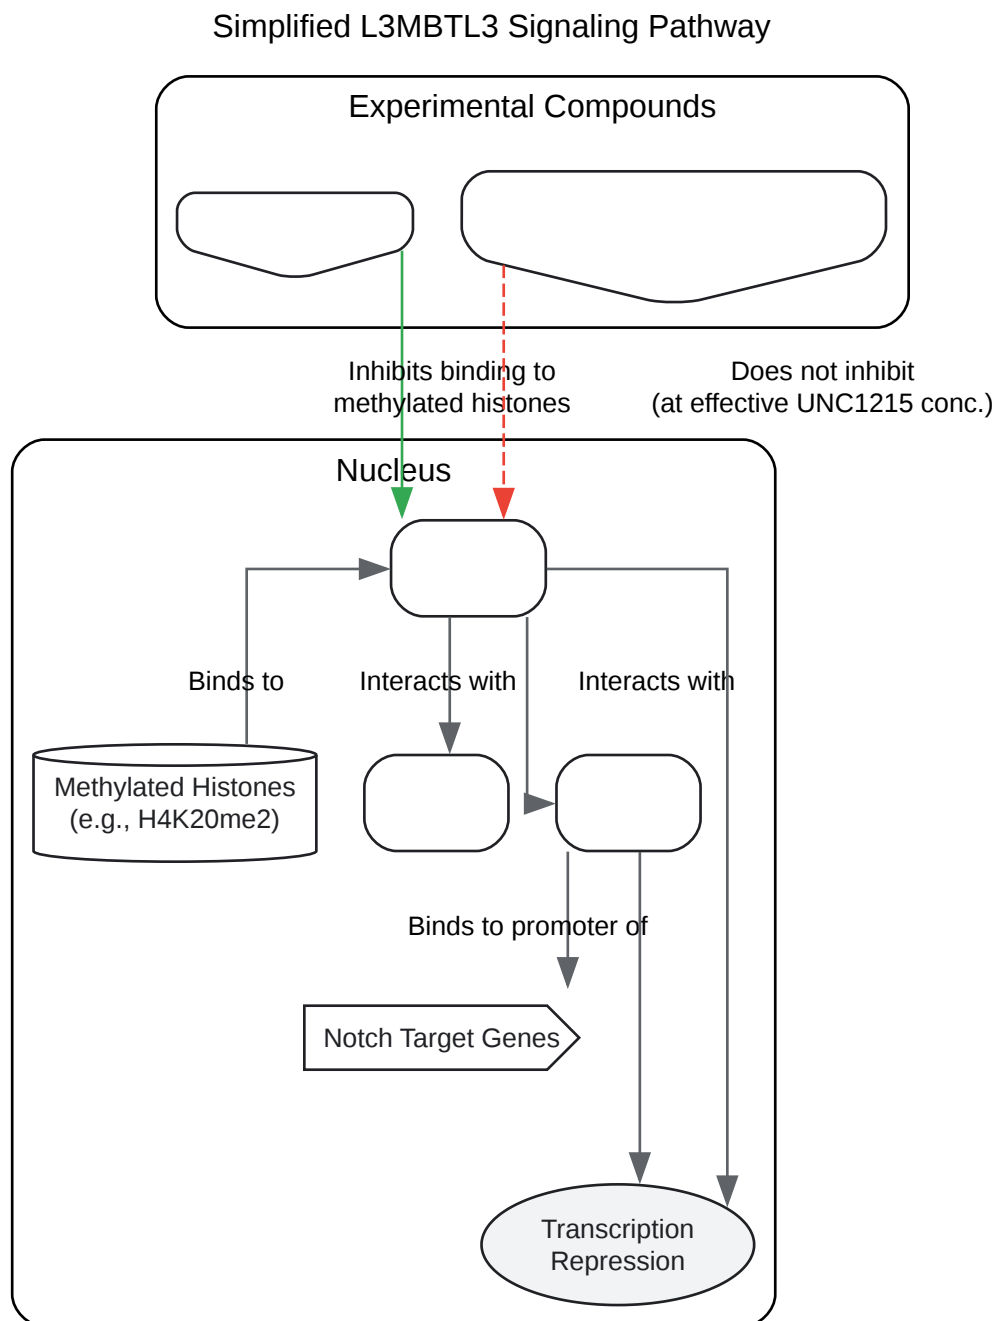 Simplified L3MBTL3 Signaling Pathway
Experimental Compounds
Inhibits binding to
methylated histones
Does not inhibit
(at effective UNC1215 conc.)
Nucleus
Binds to
Interacts with
Interacts with
Methylated Histones
(e.g., H4K20me2)
Binds to promoter of
Notch Target Genes
Transcription
Repression